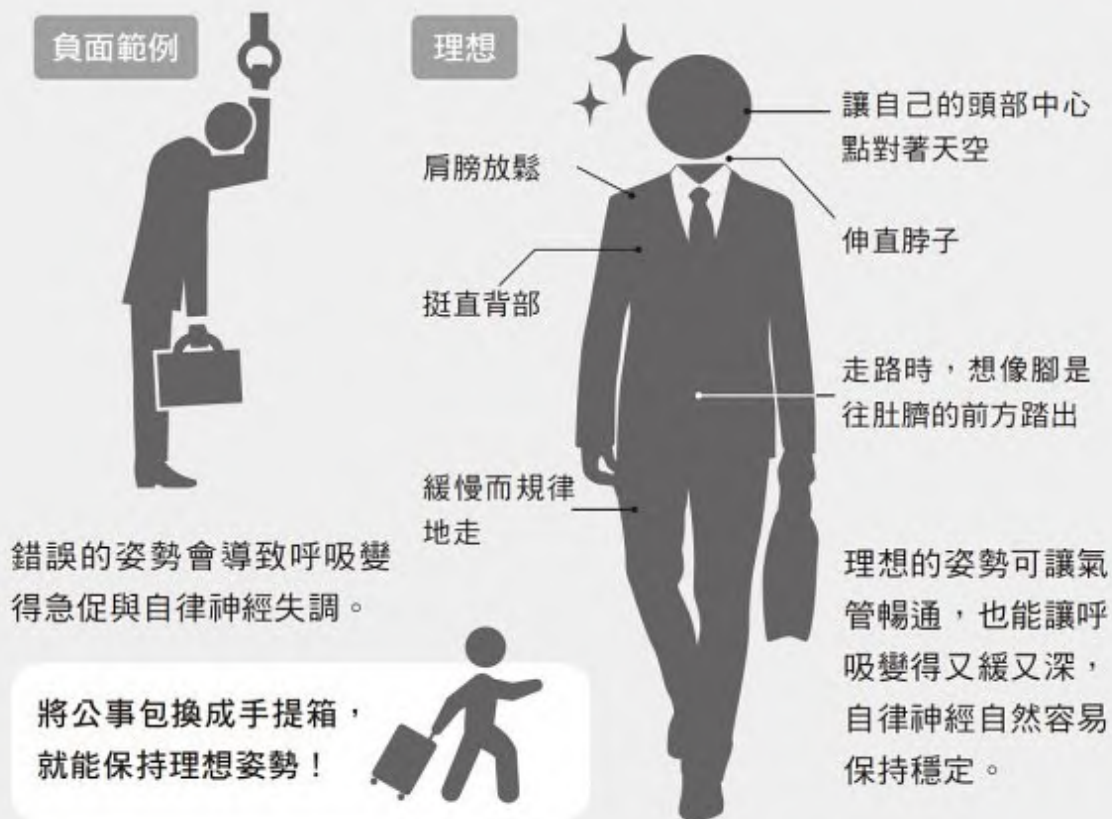 負面範例
錯誤的姿勢會導致呼吸變
得急促與自律神經失調。
將公事包換成手提箱，
就能保持理想姿勢！
理想
肩膀放鬆
挺直背部
緩慢而規律
地走
讓自己的頭部中心
點對著天空
伸直脖子
走路時，想像腳是
往肚臍的前方踏出
理想的姿勢可讓氣
管暢通，也能讓呼
吸變得又緩又深，
自律神經自然容易
保持穩定。